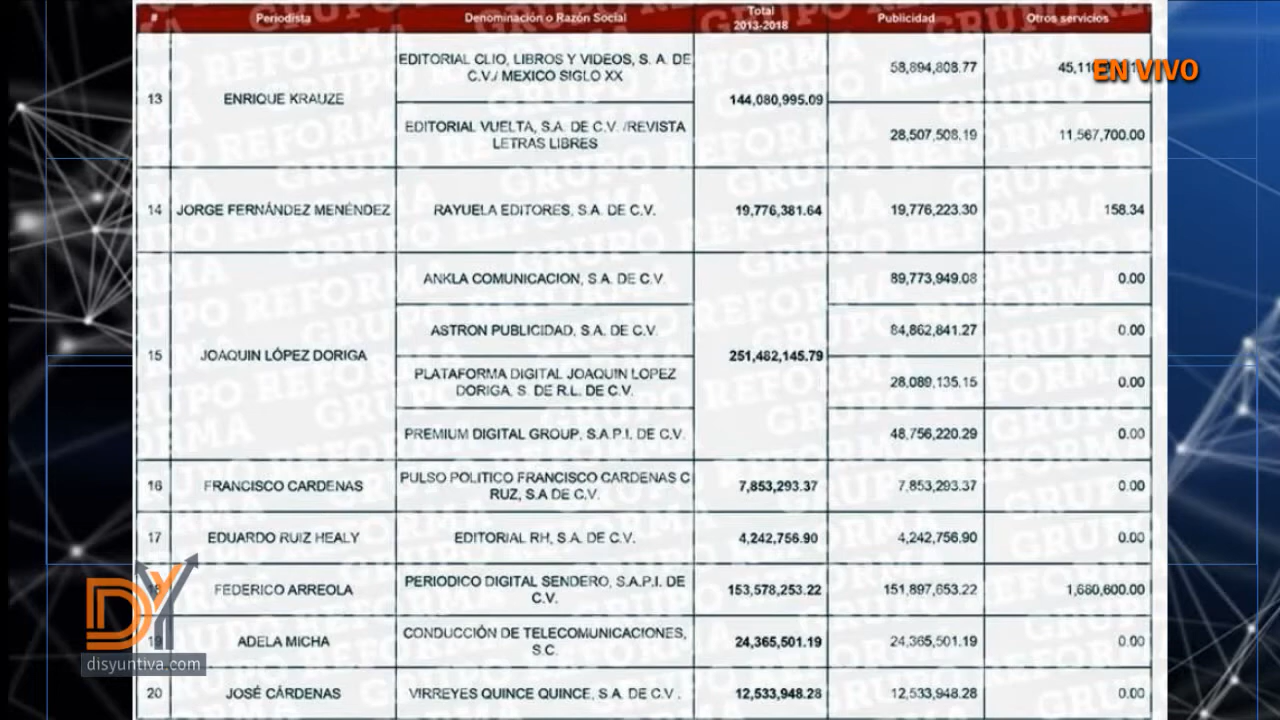 # Periodista Denominación o Razón Social Total 2013-2018 Publicidad Otros servicios
EN VIVO
13 ENRIQUE KRAUZE 144,080,995.09
EDITORIAL CLIO, LIBROS Y VIDEOS, S. A. DE
C.V./ MEXICO SIGLO XX
58,894,808.77
EDITORIAL VUELTA, S.A. DE C.V. /REVISTA
LETRAS LIBRES
28,507,508.19 11,567,700.00
14 JORGE FERNÁNDEZ MENÉNDEZ RAYUELA EDITORES, S.A. DE C.V. 19,776,381.64 19,776,223.30 158.34
15 JOAQUIN LÓPEZ DORIGA 251,482,145.79
ANKLA COMUNICACION, S.A. DE C.V. 89,773,949.08 0.00
ASTRON PUBLICIDAD, S.A. DE C.V. 84,862,841.27 0.00
PLATAFORMA DIGITAL JOAQUIN LOPEZ
DORIGA, S. DE R.L. DE C.V.
28,089,135.15 0.00
PREMIUM DIGITAL GROUP, S.A.P.I. DE C.V. 48,756,220.29 0.00
16 FRANCISCO CARDENAS PULSO POLITICO FRANCISCO CARDENAS C
RUZ, S.A DE C.V.
7,853,293.37 7,853,293.37 0.00
17 EDUARDO RUIZ HEALY EDITORIAL RH, S.A. DE C.V. 4,242,756.90 4,242,756.90 0.00
FEDERICO ARREOLA PERIODICO DIGITAL SENDERO, S.A.P.I. DE
C.V.
153,578,253.22 151,897,653.22 1,680,600.00
19 ADELA MICHA CONDUCCIÓN DE TELECOMUNICACIONES,
S.C.
24,365,501.19 24,365,501.19 0.00
20 JOSÉ CÁRDENAS VIRREYES QUINCE QUINCE, S.A. DE C.V . 12,533,948.28 12,533,948.28 0.00
DY
disyuntiva.com
GRUPO REFORMA